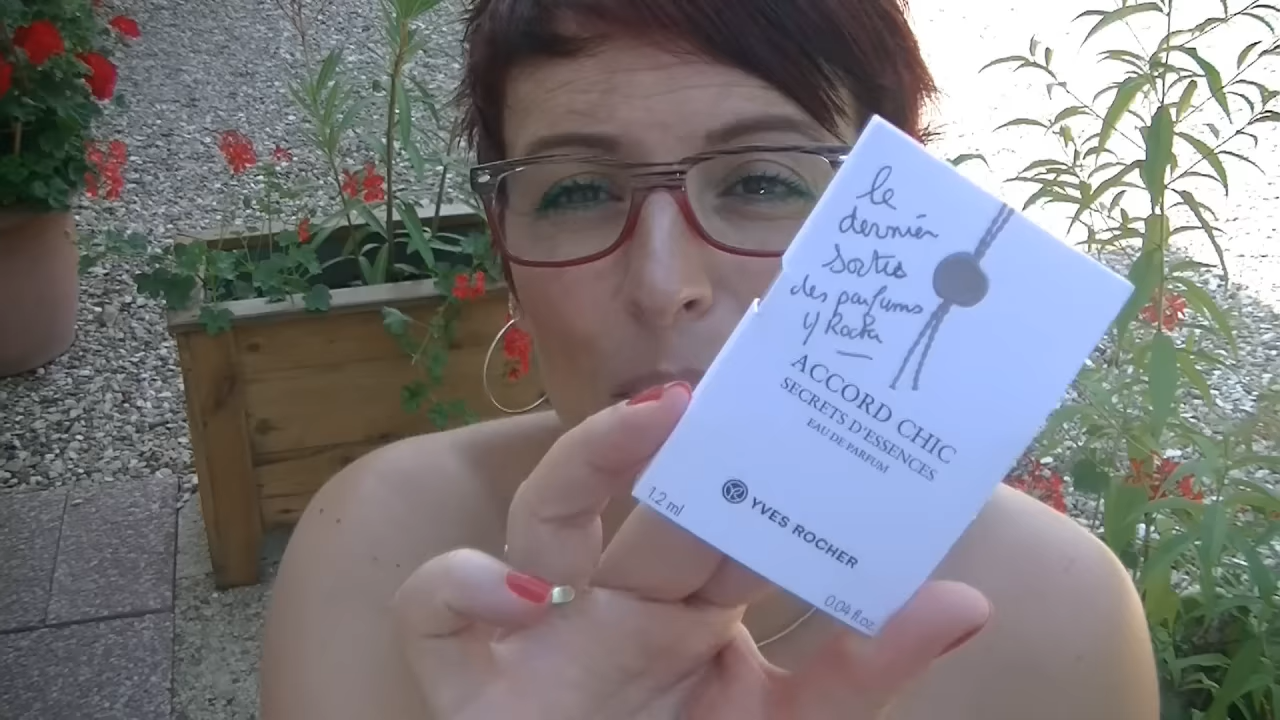 le
dernier
sortis
des parfums
Y Rocher
ACCORD CHIC
SECRETS D'ESSENCES
EAU DE PARFUM
YVES ROCHER
1.2 ml
0.04 fl.oz.